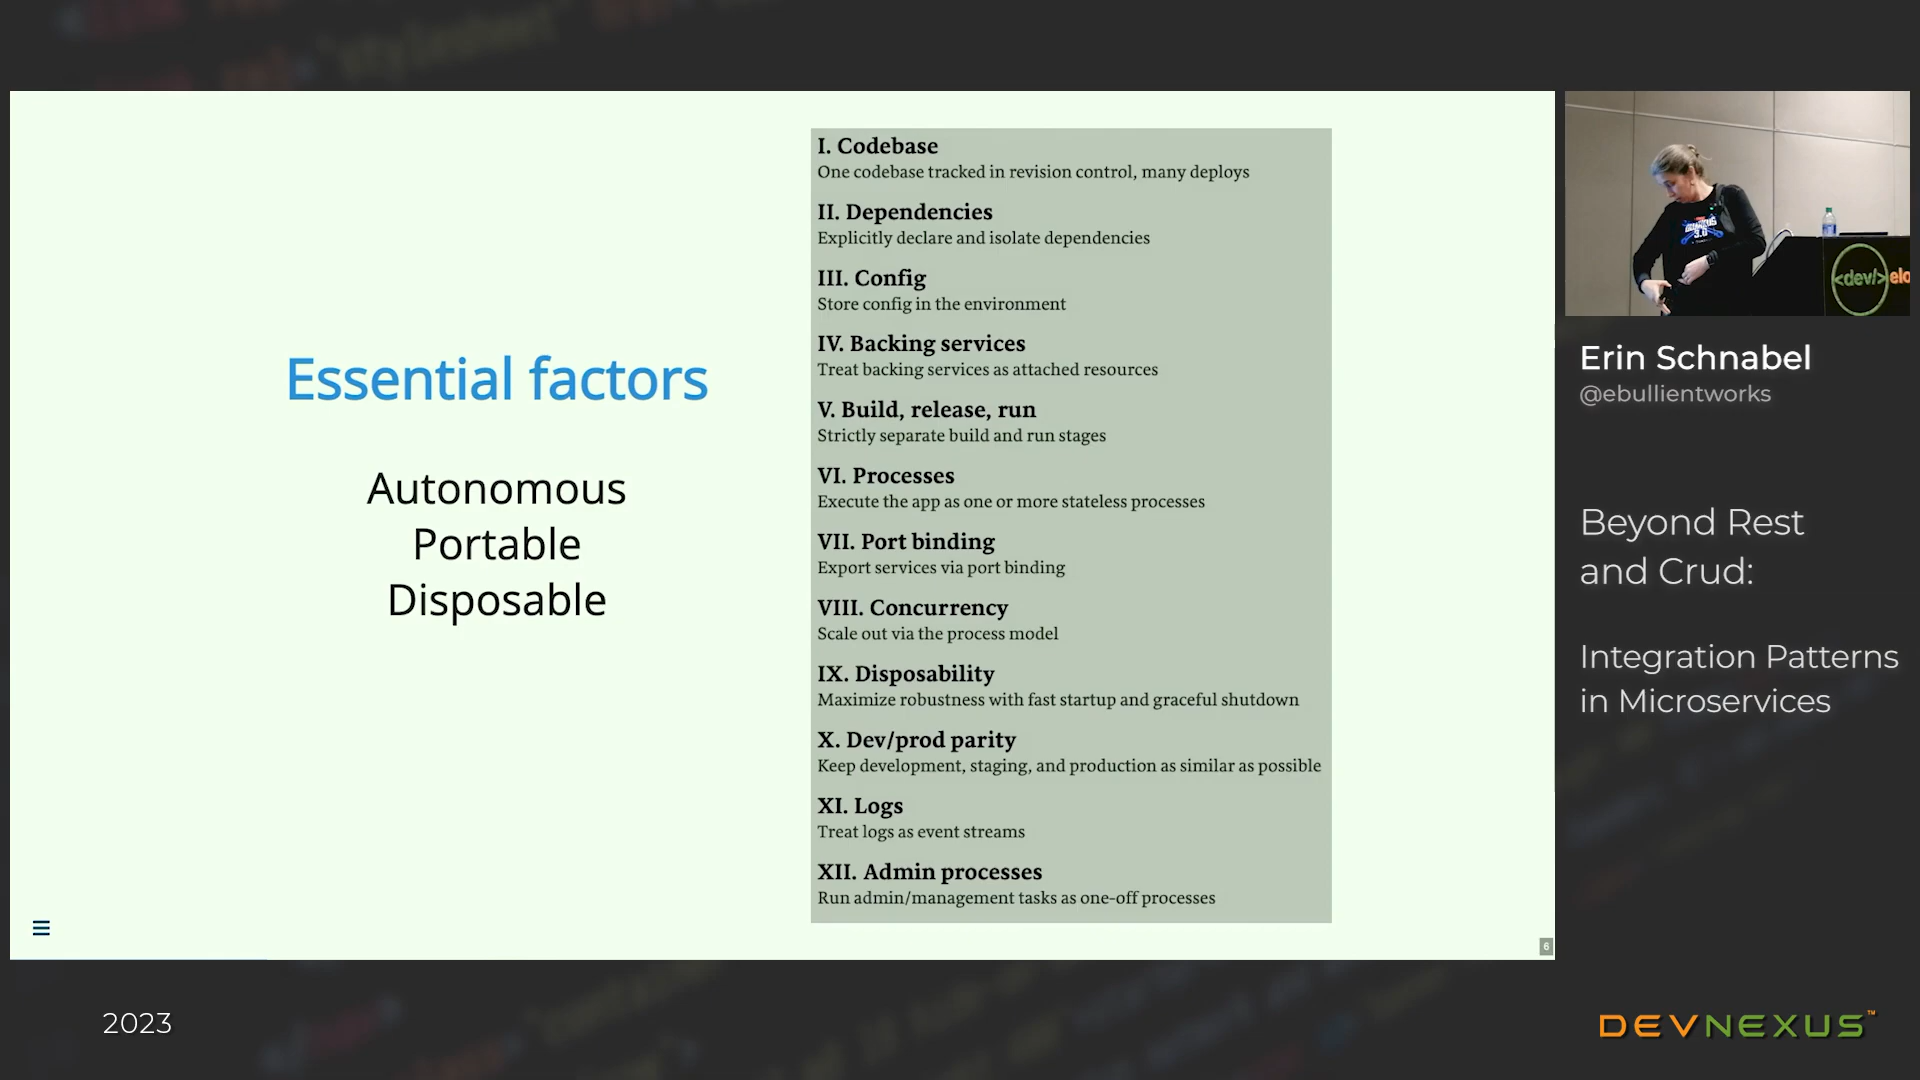 Essential factors
Autonomous
Portable
Disposable
I. Codebase
One codebase tracked in revision control, many deploys
II. Dependencies
Explicitly declare and isolate dependencies
III. Config
Store config in the environment
IV. Backing services
Treat backing services as attached resources
V. Build, release, run
Strictly separate build and run stages
VI. Processes
Execute the app as one or more stateless processes
VII. Port binding
Export services via port binding
VIII. Concurrency
Scale out via the process model
IX. Disposability
Maximize robustness with fast startup and graceful shutdown
X. Dev/prod parity
Keep development, staging, and production as similar as possible
XI. Logs
Treat logs as event streams
XII. Admin processes
Run admin/management tasks as one-off processes
6
3.0
<dev/>elo
Erin Schnabel
@ebullientworks
Beyond Rest
and Crud:
Integration Patterns
in Microservices
2023
DEVNEXUS™